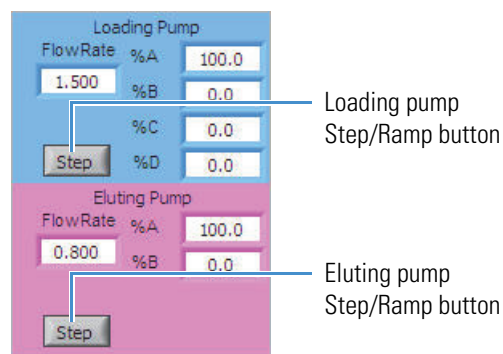 Loading Pump
FlowRate %A 100.0
1.500 %B 0.0
%C 0.0
Step %D 0.0
Loading pump
Step/Ramp button
Eluting Pump
FlowRate %A 100.0
0.800 %B 0.0
Step
Eluting pump
Step/Ramp button